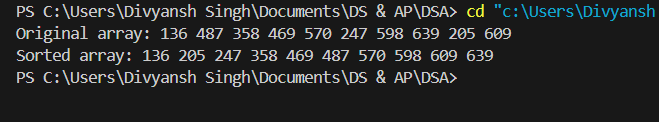 PS C:\Users\Divyansh Singh\Documents\DS & AP\DSA> cd "c:\Users\Divyansh
Original array: 136 487 358 469 570 247 598 639 205 609
Sorted array: 136 205 247 358 469 487 570 598 609 639
PS C:\Users\Divyansh Singh\Documents\DS & AP\DSA>